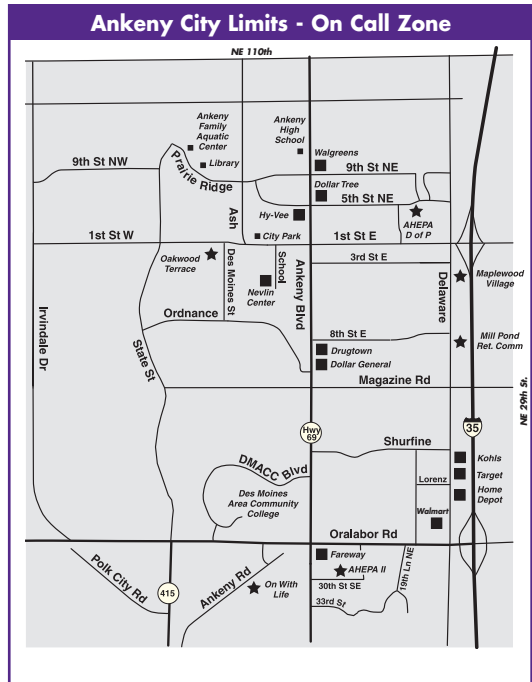 Ankeny City Limits - On Call Zone
NE 110th
Ankeny
Family
Aquatic
Center
Ankeny
High
School
Walgreens
9th St NW
Library
Prairie Ridge
9th St NE
Dollar Tree
5th St NE
Ash
Hy-Vee
AHEPA
D of P
City Park
1st St W
1st St E
Oakwood
Terrace
Des Moines St
School
Ankeny Blvd
3rd St E
Delaware
Maplewood
Village
Nevlin
Center
Irvindale Dr
Ordnance
State St
8th St E
Mill Pond
Ret. Comm
Drugtown
Dollar General
Magazine Rd
NE 29th St.
Hwy
69
35
Shurfine
DMACC Blvd
Kohls
Lorenz
Target
Des Moines
Area Community
College
Home
Depot
Walmart
Oralabor Rd
Polk City Rd
415
Ankeny Rd
On With
Life
Fareway
AHEPA II
30th St SE
19th Ln NE
33rd St